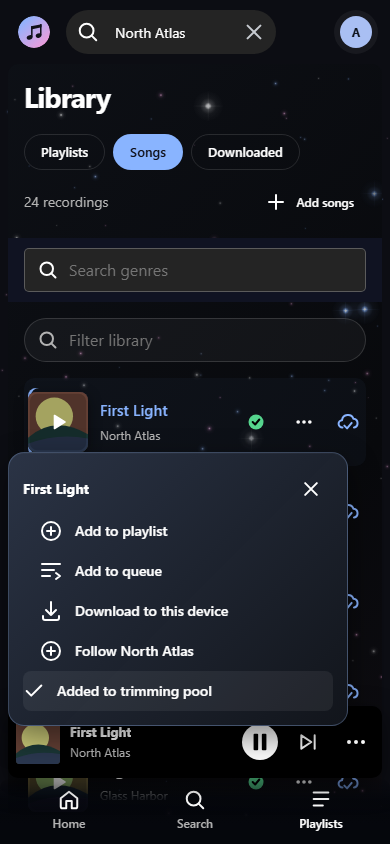 North Atlas
A
Library
Playlists
Songs
Downloaded
24 recordings
Add songs
Search genres
Filter library
First Light
North Atlas
First Light
Add to playlist
Add to queue
Download to this device
Follow North Atlas
Added to trimming pool
First Light
North Atlas
Glass Harbor
Home
Search
Playlists